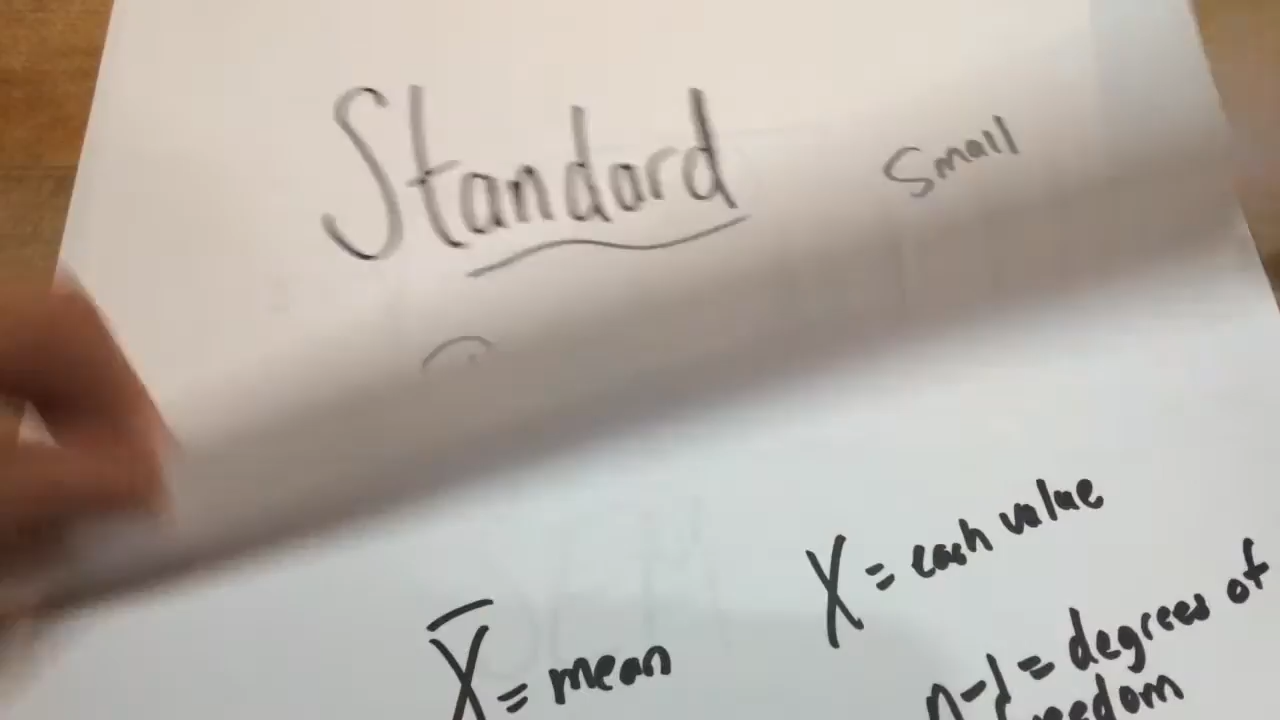 Standard
Small
X = each value
X̅ = mean
n-1 = degrees of
freedom